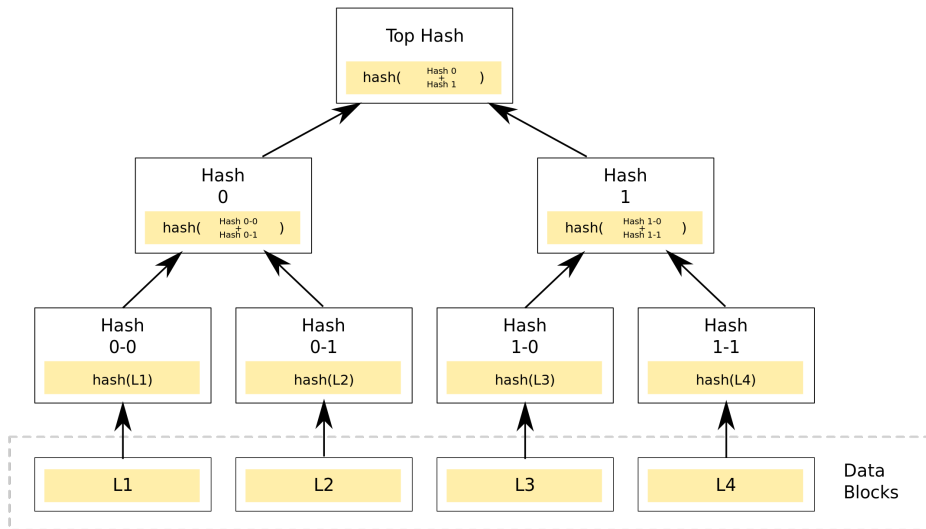 Top Hash
hash( Hash 0 + Hash 1 )
Hash
0
hash( Hash 0-0 + Hash 0-1 )
Hash
1
hash( Hash 1-0 + Hash 1-1 )
Hash
0-0
hash(L1)
Hash
0-1
hash(L2)
Hash
1-0
hash(L3)
Hash
1-1
hash(L4)
L1
L2
L3
L4
Data
Blocks